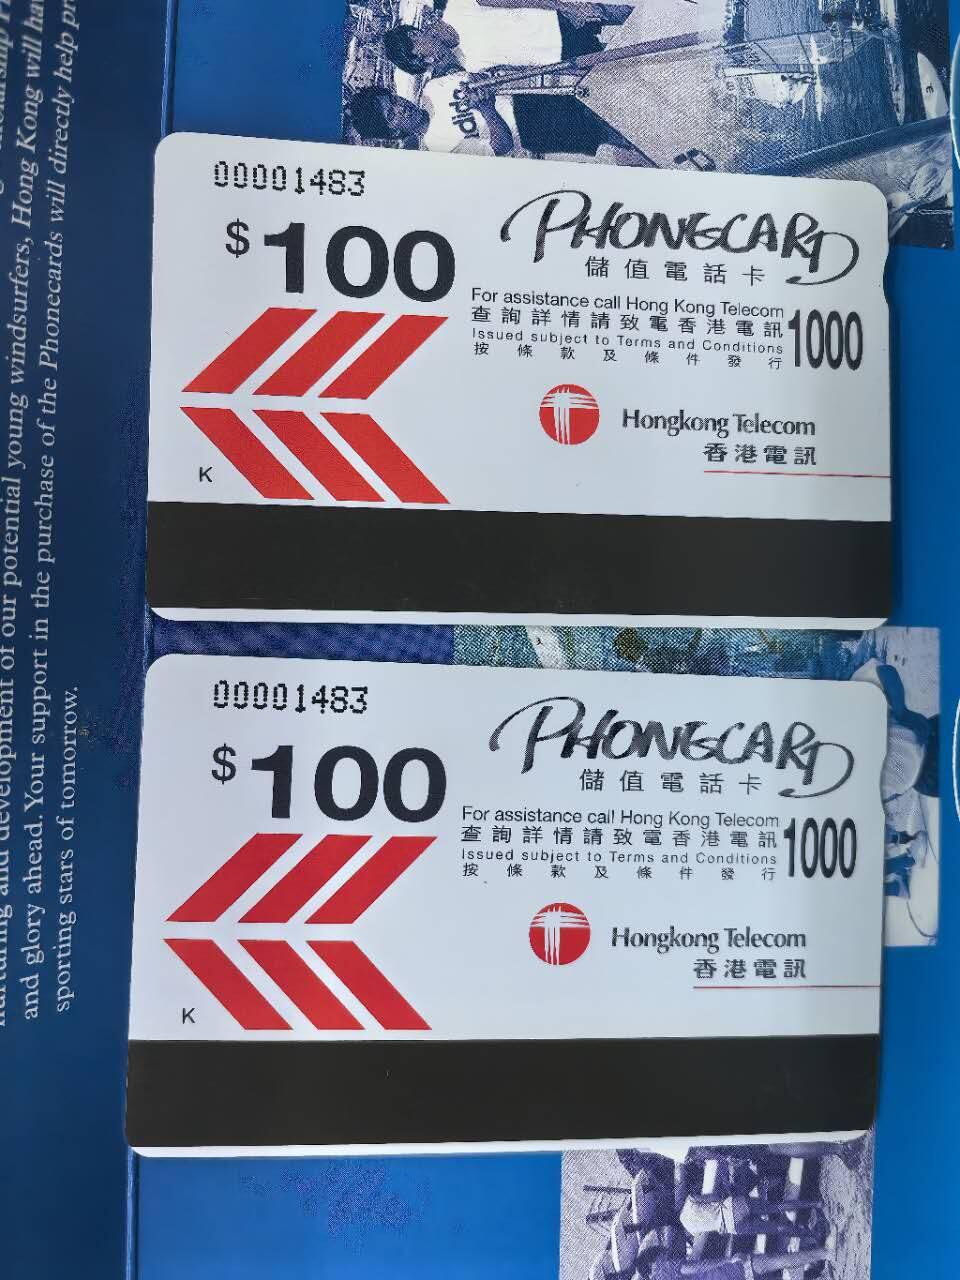 nurturing and development of our potential young windsurfers, Hong Kong will have
and glory ahead. Your support in the purchase of the Phonecards will directly help
sporting stars of tomorrow.
adidas
00001483
$100
PHONECARD
儲值電話卡
For assistance call Hong Kong Telecom
查詢詳情請致電香港電訊
Issued subject to Terms and Conditions
按條款及條件發行
1000
Hongkong Telecom
香港電訊
K
00001483
$100
PHONECARD
儲值電話卡
For assistance call Hong Kong Telecom
查詢詳情請致電香港電訊
Issued subject to Terms and Conditions
按條款及條件發行
1000
Hongkong Telecom
香港電訊
K